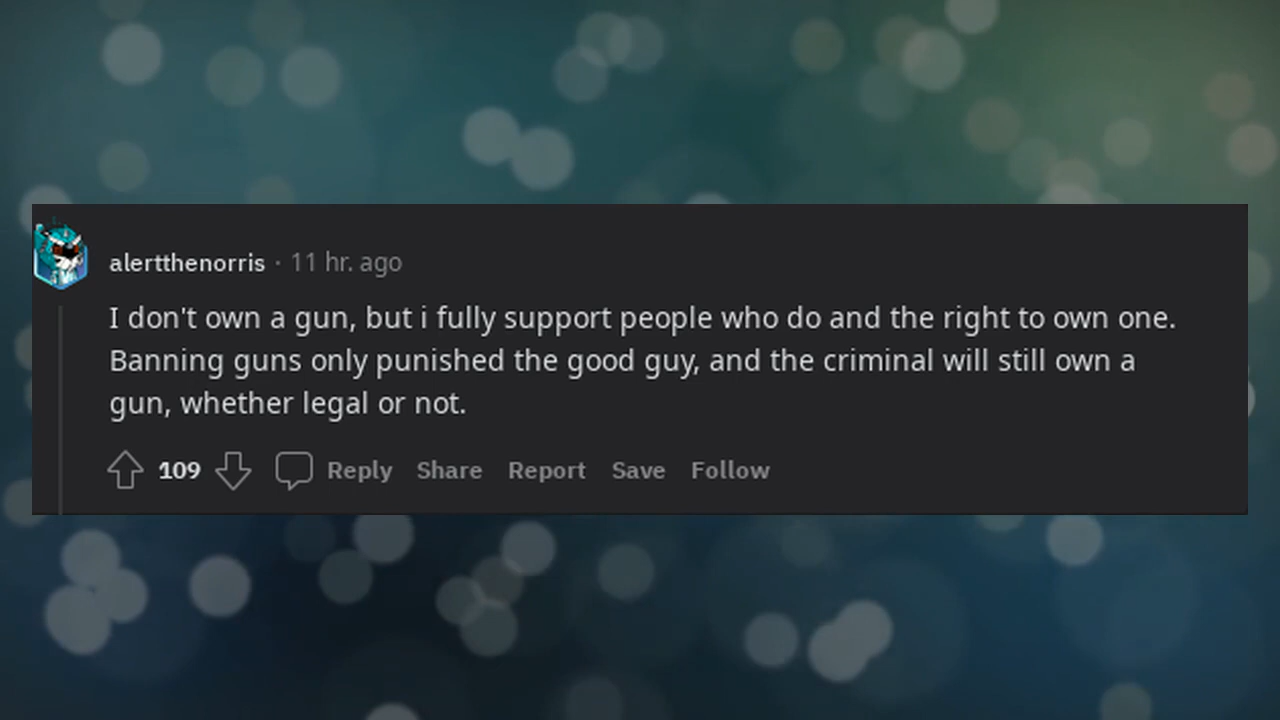 alertthenorris · 11 hr. ago
I don't own a gun, but i fully support people who do and the right to own one.
Banning guns only punished the good guy, and the criminal will still own a
gun, whether legal or not.
109 Reply Share Report Save Follow